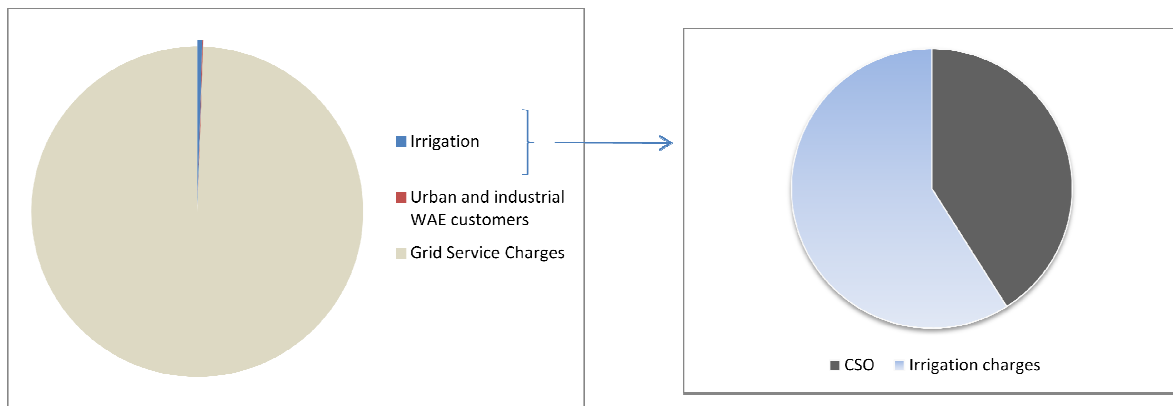 Irrigation
Urban and industrial
WAE customers
Grid Service Charges
CSO
Irrigation charges